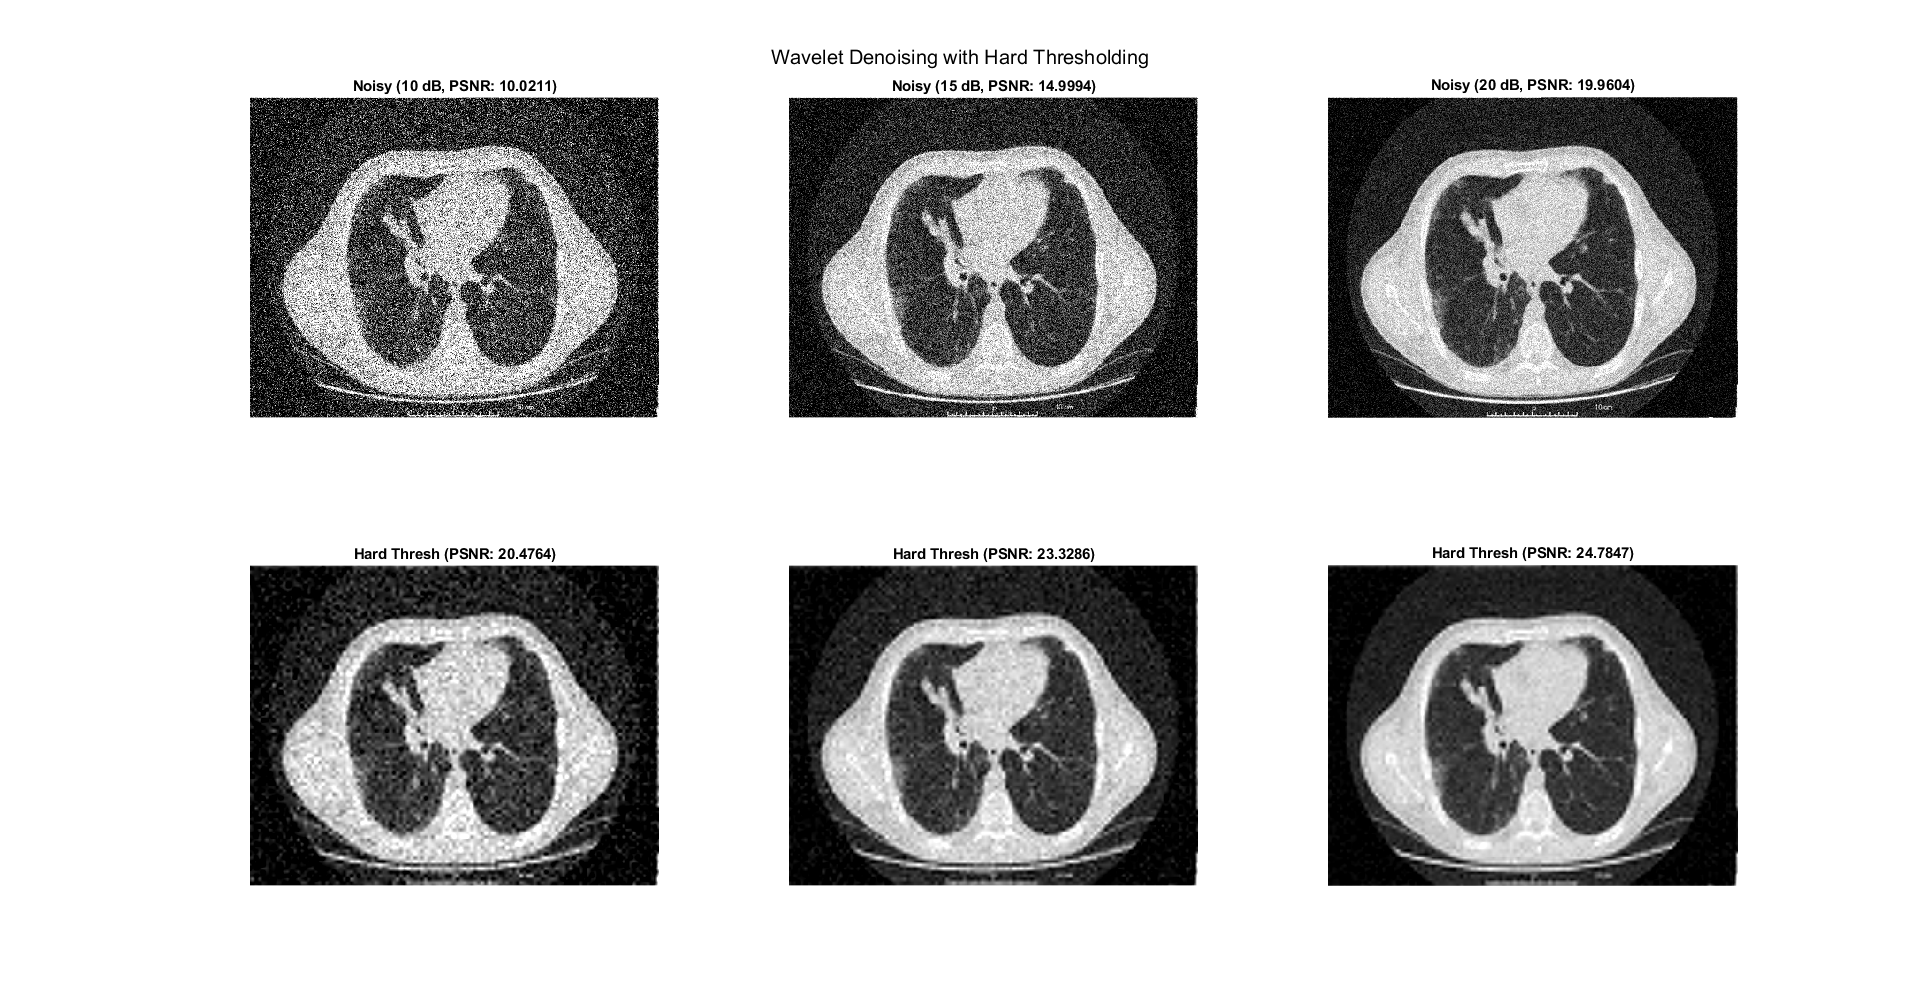 Wavelet Denoising with Hard Thresholding
Noisy (10 dB, PSNR: 10.0211)
Noisy (15 dB, PSNR: 14.9994)
Noisy (20 dB, PSNR: 19.9604)
10 cm
Hard Thresh (PSNR: 20.4764)
Hard Thresh (PSNR: 23.3286)
Hard Thresh (PSNR: 24.7847)